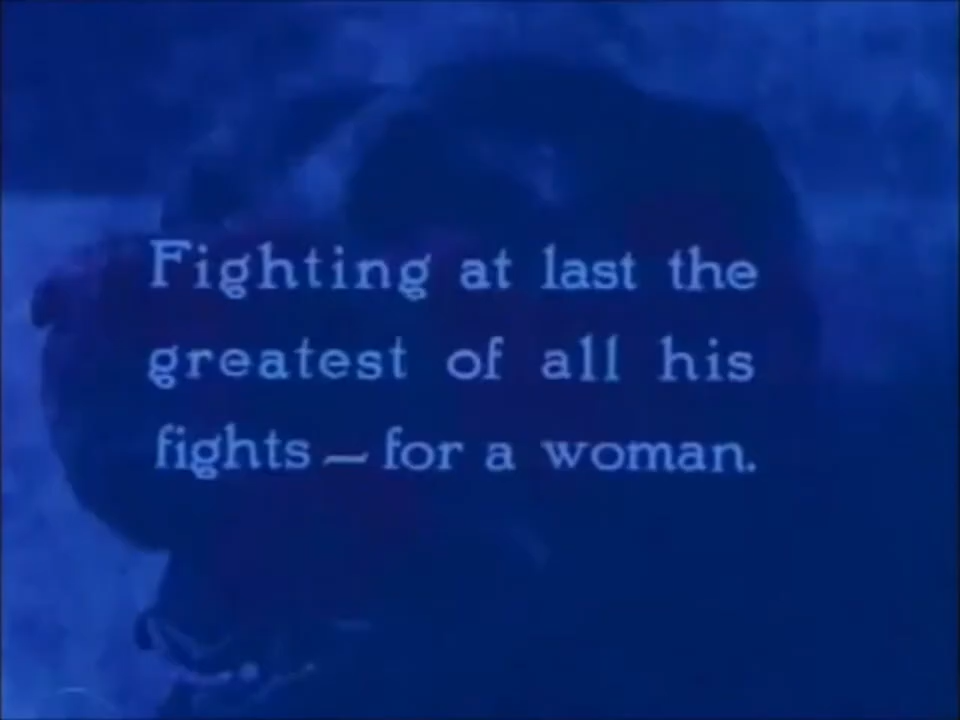 Fighting at last the
greatest of all his
fights — for a woman.